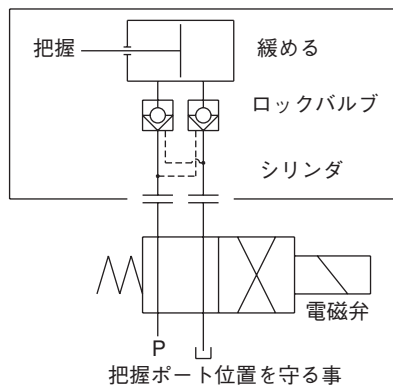 把握
緩める
ロックバルブ
シリンダ
電磁弁
P
把握ポート位置を守る事